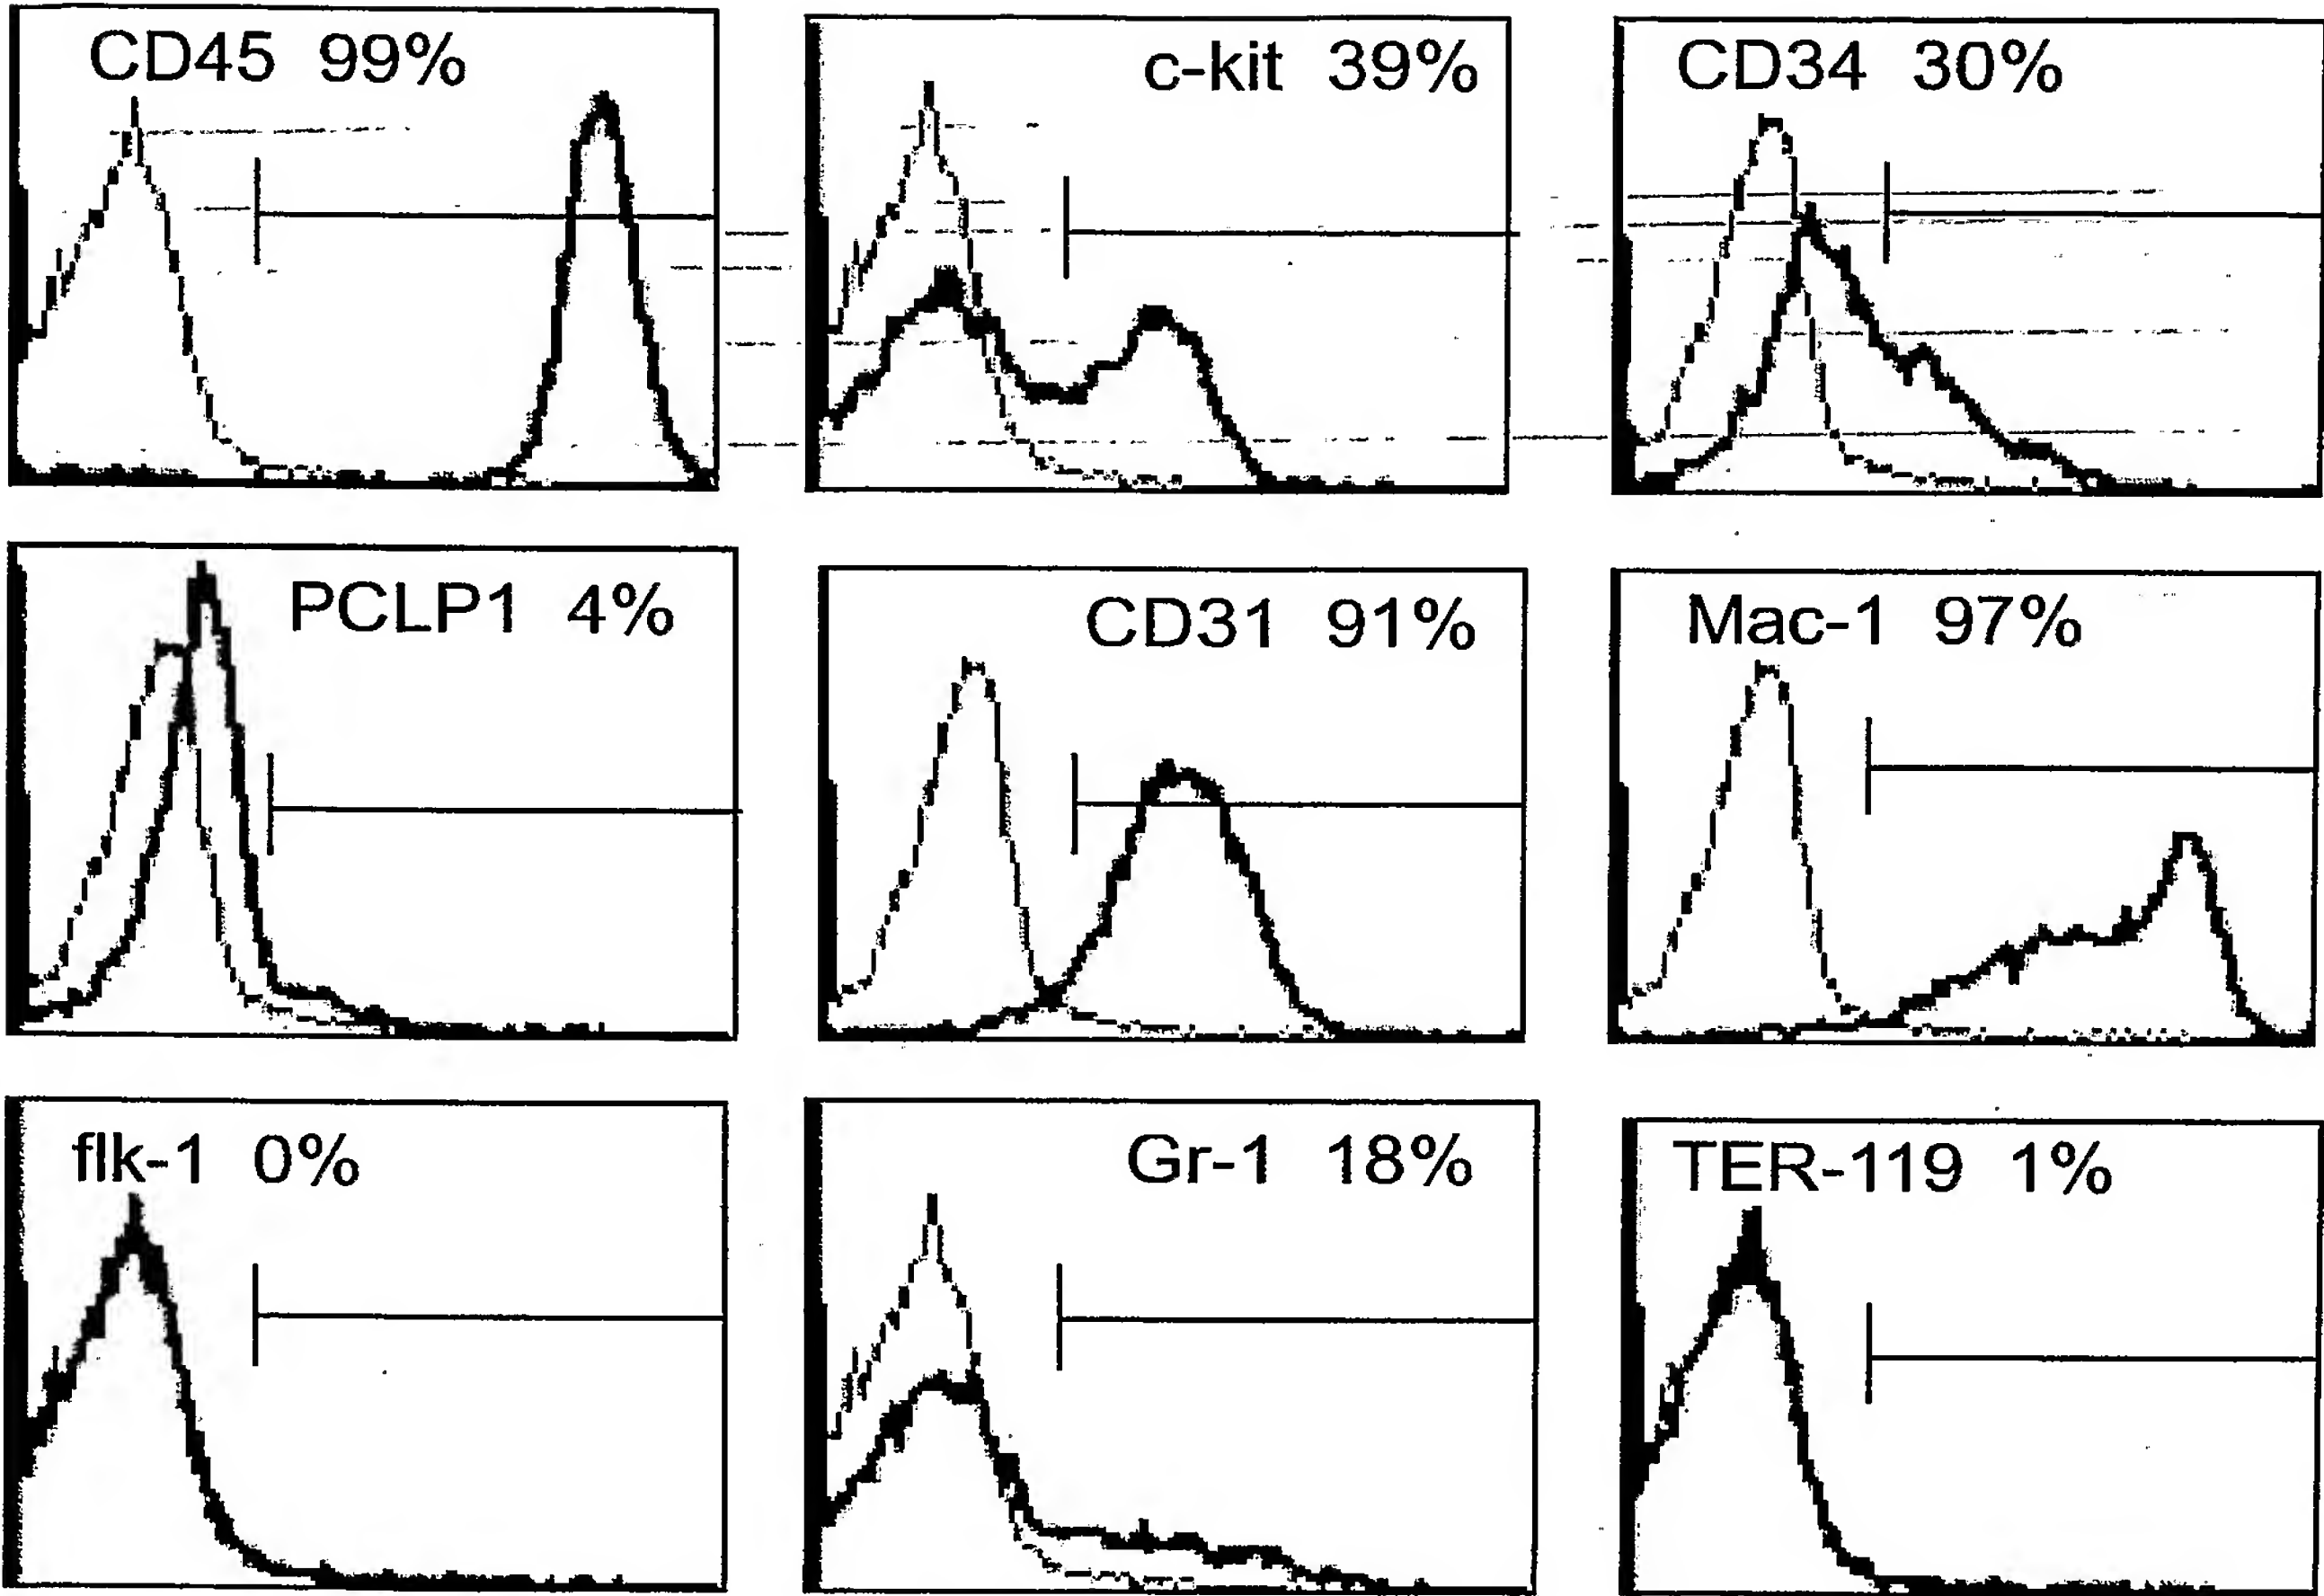 CD45 99%
c-kit 39%
CD34 30%
PCLP1 4%
CD31 91%
Mac-1 97%
flk-1 0%
Gr-1 18%
TER-119 1%